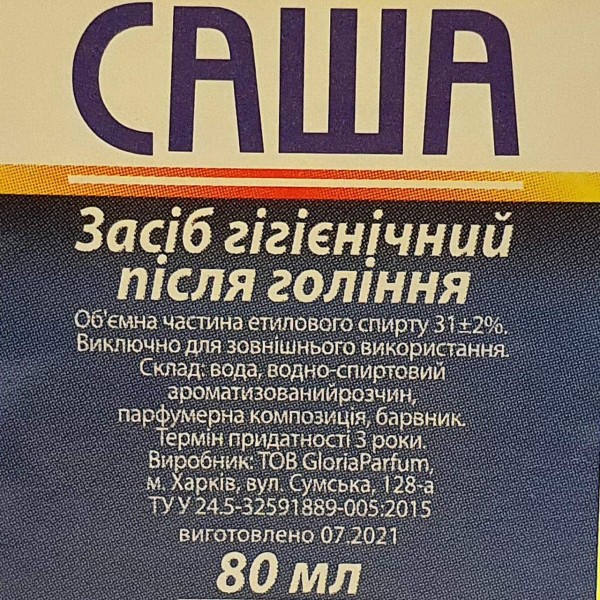 САША
Засіб гігієнічний
після гоління
Об'ємна частина етилового спирту 31±2%.
Виключно для зовнішнього використання.
Склад: вода, водно-спиртовий
ароматизованийрозчин,
парфумерна композиція, барвник.
Термін придатності 3 роки.
Виробник: ТОВ GloriaParfum,
м. Харків, вул. Сумська, 128-а
ТУ У 24.5-32591889-005:2015
виготовлено 07.2021
80 мл